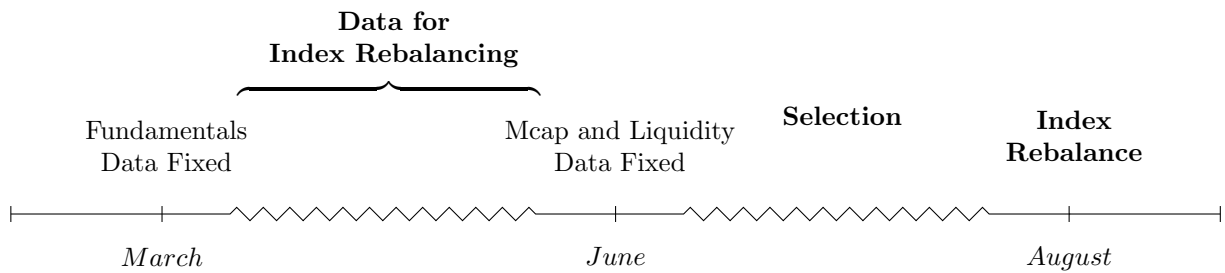 Data for
Index Rebalancing
Fundamentals
Data Fixed
Mcap and Liquidity
Data Fixed
Selection
Index
Rebalance
March
June
August